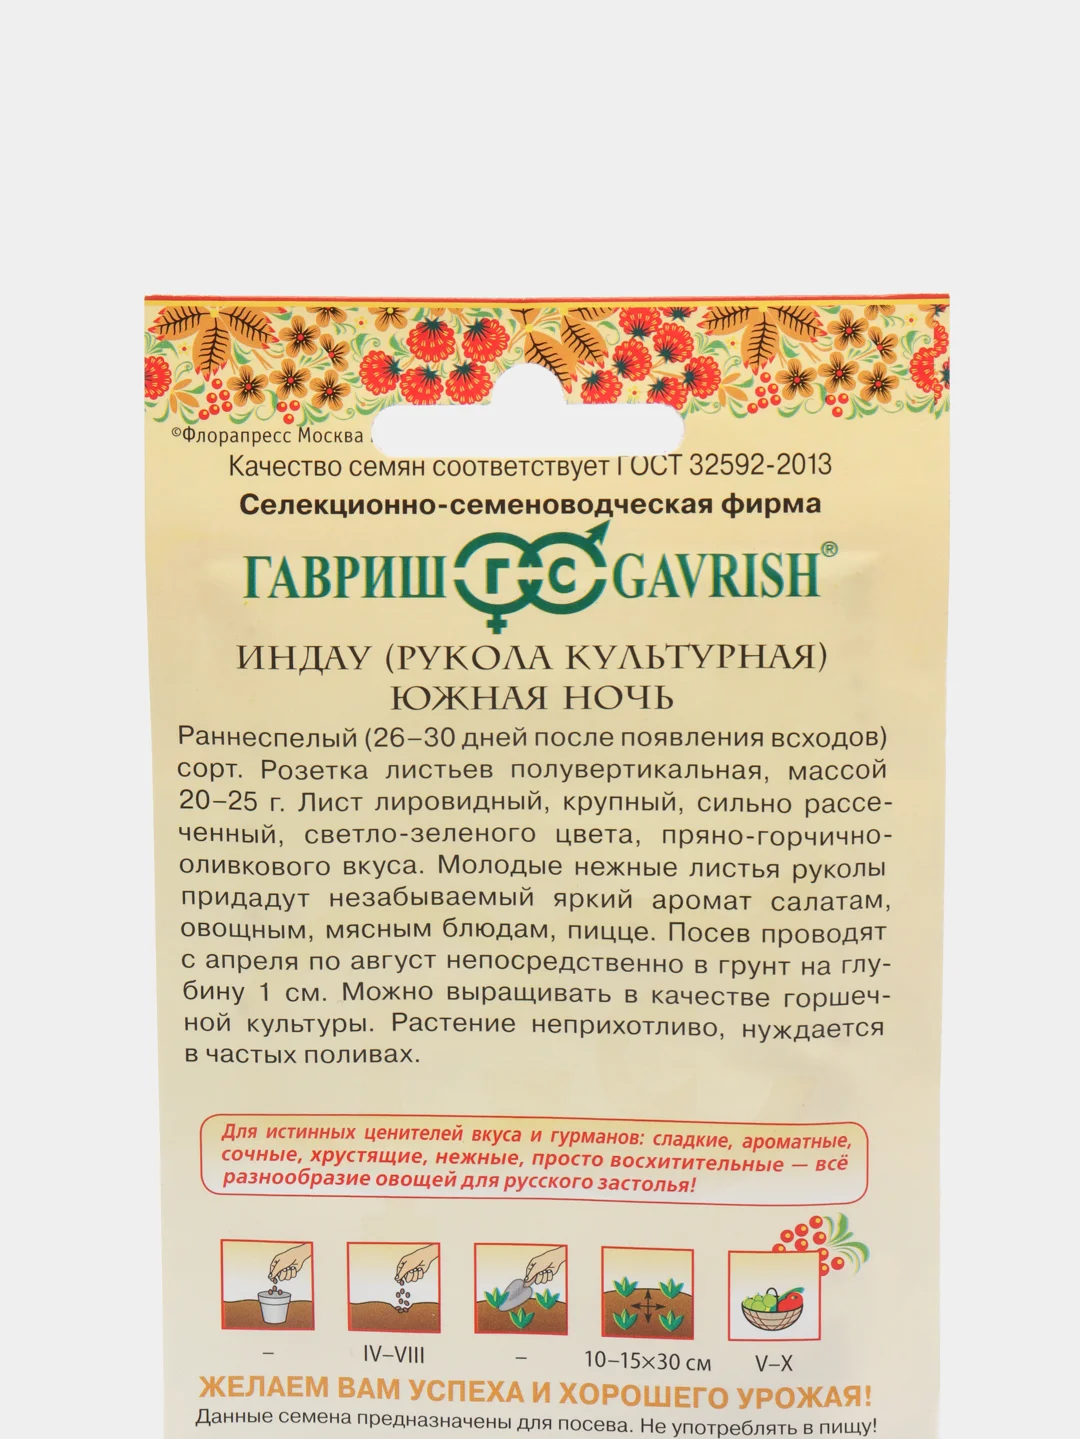 ©Флорапресс Москва
Качество семян соответствует ГОСТ 32592-2013
Селекционно-семеноводческая фирма
ГАВРИШ ГС GAVRISH®
ИНДАУ (РУКОЛА КУЛЬТУРНАЯ)
ЮЖНАЯ НОЧЬ
Раннеспелый (26–30 дней после появления всходов)
сорт. Розетка листьев полувертикальная, массой
20–25 г. Лист лировидный, крупный, сильно рассе-
ченный, светло-зеленого цвета, пряно-горчично-
оливкового вкуса. Молодые нежные листья руколы
придадут незабываемый яркий аромат салатам,
овощным, мясным блюдам, пицце. Посев проводят
с апреля по август непосредственно в грунт на глу-
бину 1 см. Можно выращивать в качестве горшеч-
ной культуры. Растение неприхотливо, нуждается
в частых поливах.
Для истинных ценителей вкуса и гурманов: сладкие, ароматные,
сочные, хрустящие, нежные, просто восхитительные — всё
разнообразие овощей для русского застолья!
– IV–VIII – 10–15×30 см V–X
ЖЕЛАЕМ ВАМ УСПЕХА И ХОРОШЕГО УРОЖАЯ!
Данные семена предназначены для посева. Не употреблять в пищу!